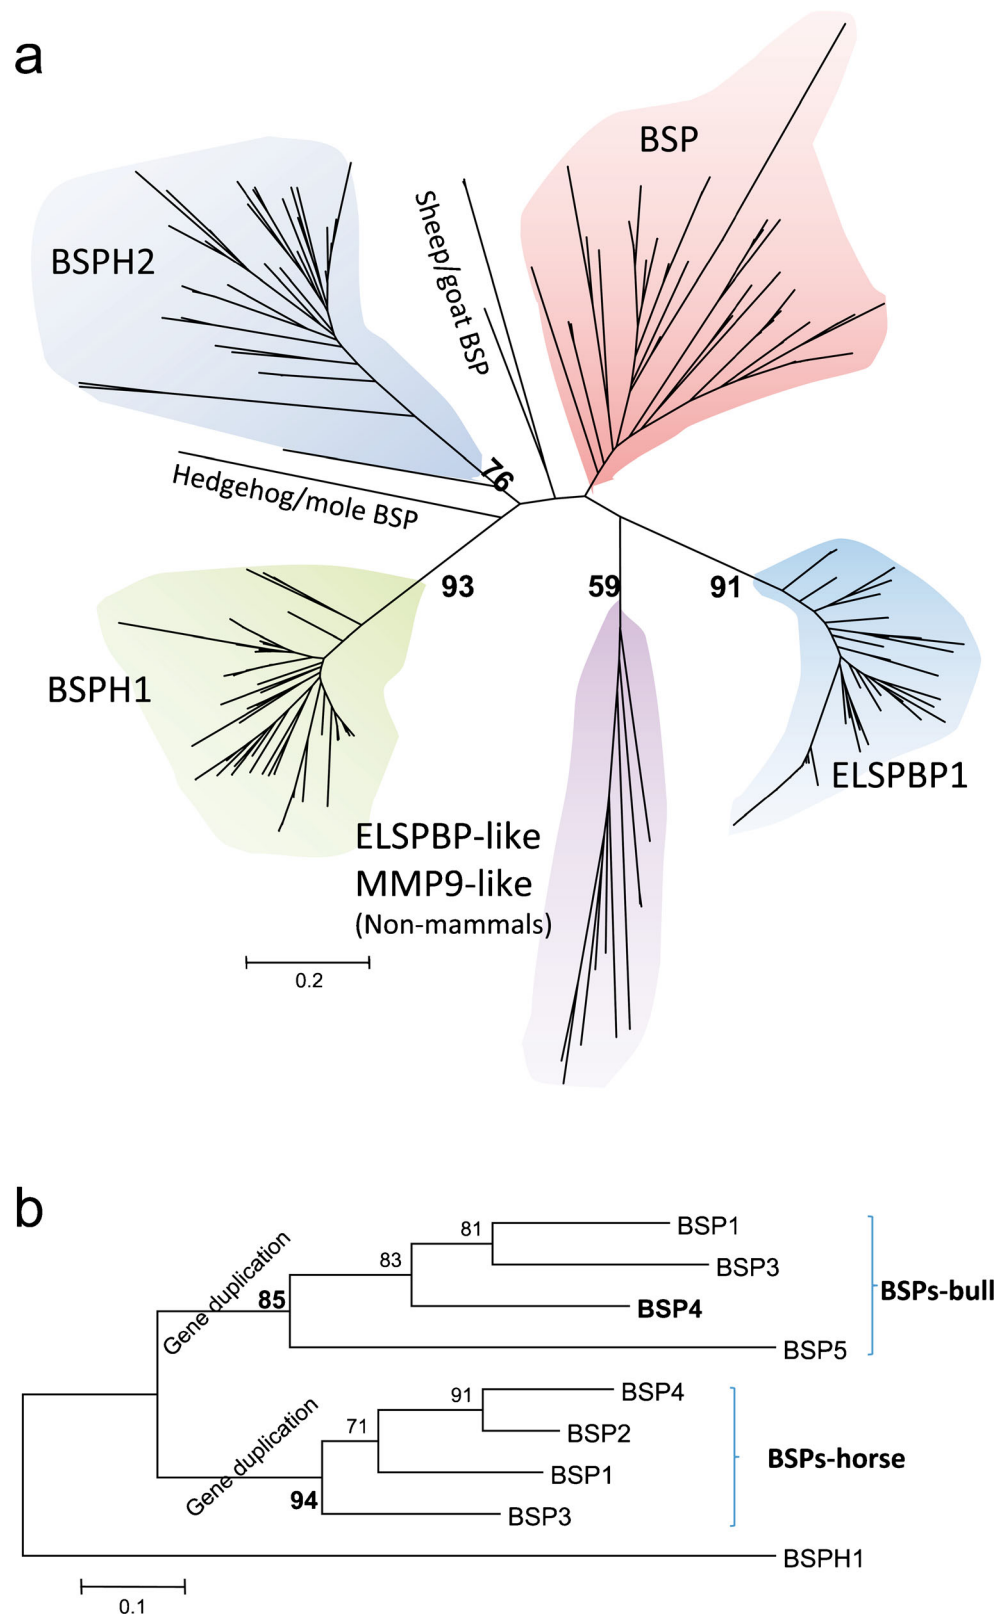 a
BSP
BSPH2
Sheep/goat BSP
76
Hedgehog/mole BSP
93
59
91
BSPH1
ELSPBP1
ELSPBP-like
MMP9-like
(Non-mammals)
0.2
b
Gene duplication
81
BSP1
83
BSP3
BSPs-bull
85
BSP4
BSP5
Gene duplication
91
BSP4
71
BSP2
BSPs-horse
BSP1
94
BSP3
BSPH1
0.1